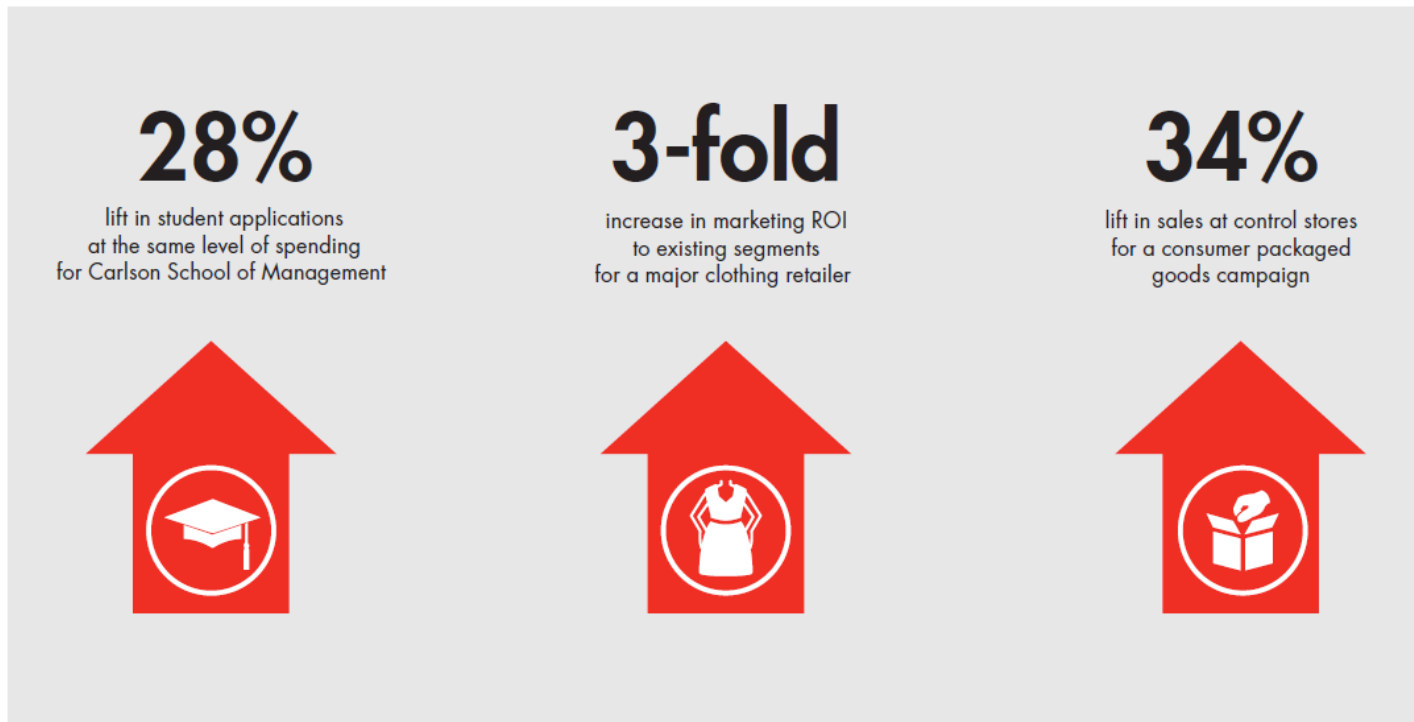 28%
lift in student applications
at the same level of spending
for Carlson School of Management
3-fold
increase in marketing ROI
to existing segments
for a major clothing retailer
34%
lift in sales at control stores
for a consumer packaged
goods campaign